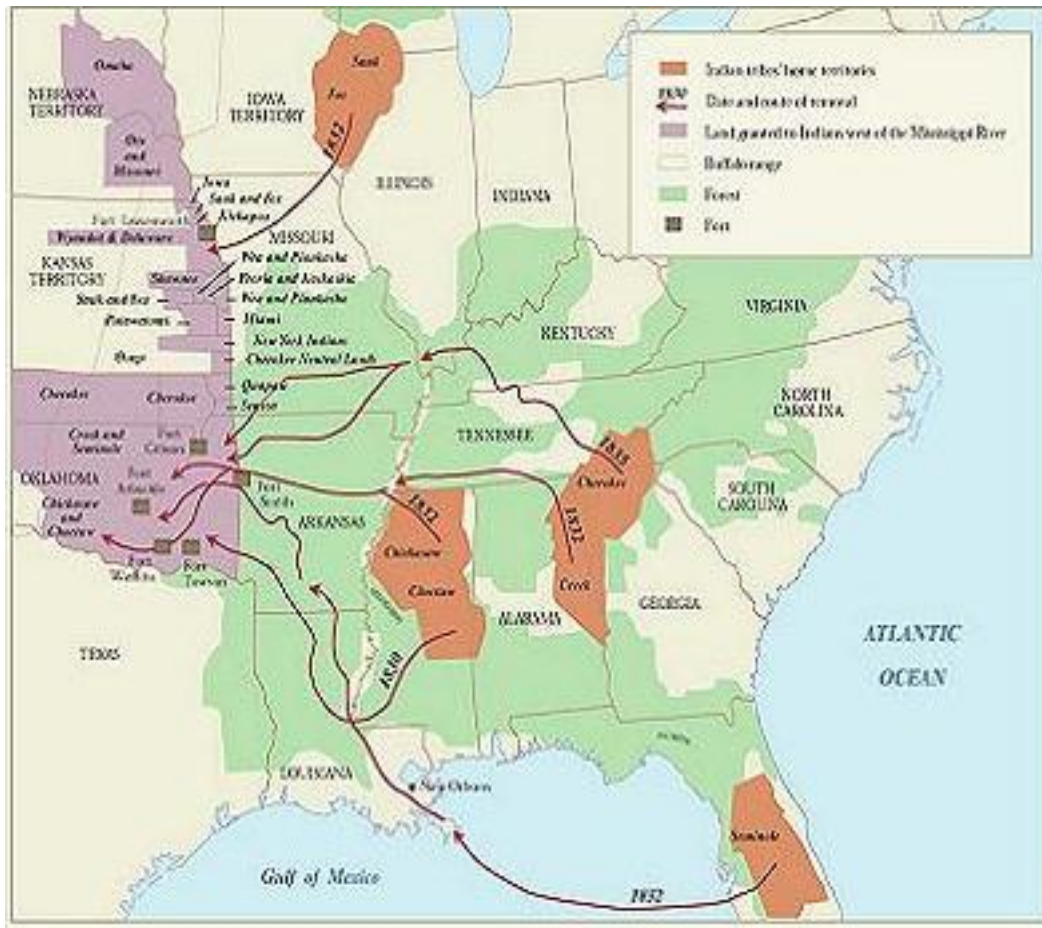 Omaha
NEBRASKA
TERRITORY
Oto
and
Missouri
Sauk
Fox
IOWA
TERRITORY
1832
1830
Indian tribes' home territories
Date and route of removal
Land granted to Indians west of the Mississippi River
Buffalo range
Forest
Fort
ILLINOIS
INDIANA
Iowa
Sauk and Fox
Kickapoo
Fort Leavenworth
Wyandot & Delaware
MISSOURI
KANSAS
TERRITORY
Shawnee
Wea and Piankesha
Peoria and Kaskaskia
Wea and Piankesha
Sauk and Fox
Miami
Potawatomi
New York Indians
Osage
Cherokee Neutral Lands
Quapaw
Seneca
KENTUCKY
VIRGINIA
Cherokee
Cherokee
Creek and
Seminole
Fort
Gibson
TENNESSEE
NORTH
CAROLINA
OKLAHOMA
Fort
Arbuckle
Chickasaw
and
Choctaw
Fort
Smith
ARKANSAS
1832
Chickasaw
Choctaw
1838
Cherokee
1832
Creek
SOUTH
CAROLINA
Fort
Washita
Fort
Towson
ALABAMA
GEORGIA
TEXAS
1830
ATLANTIC
OCEAN
LOUISIANA
New Orleans
Seminole
Gulf of Mexico
1832